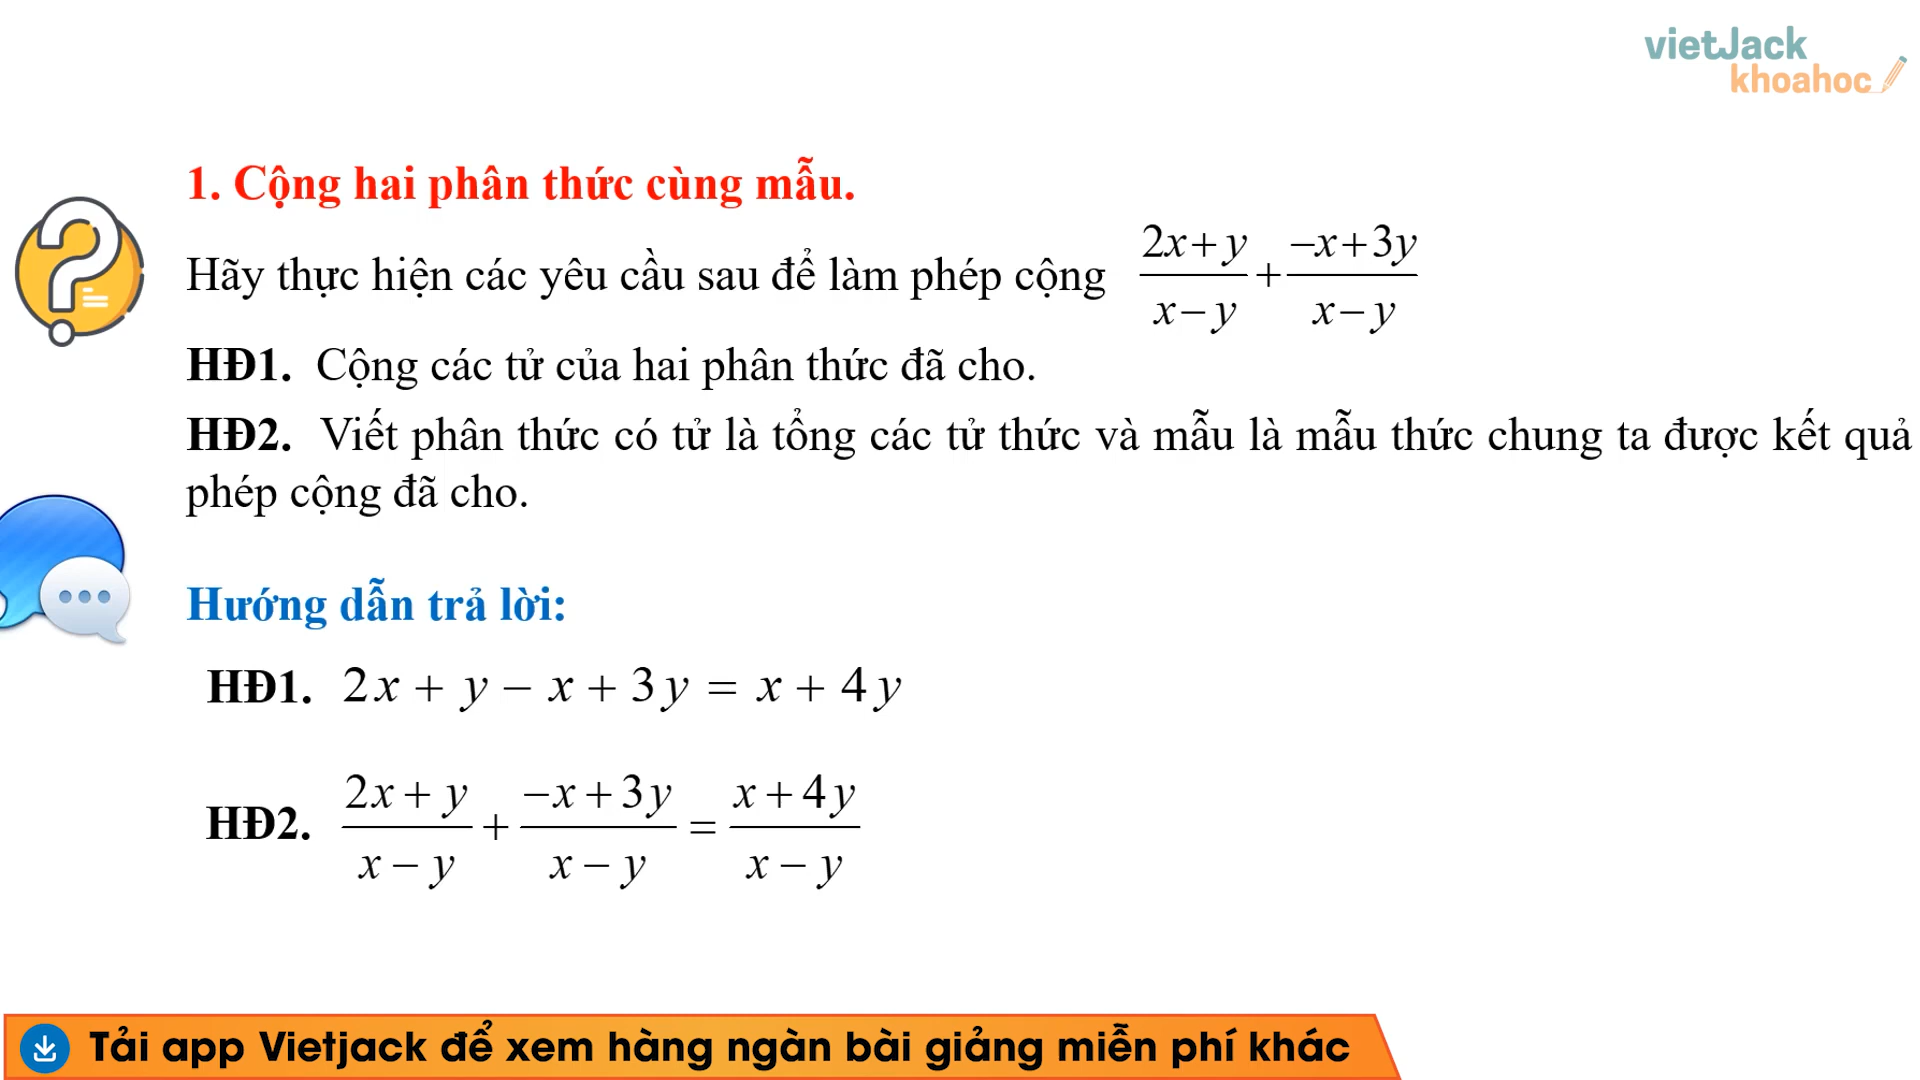 vietJack
khoahoc
1. Cộng hai phân thức cùng mẫu.
Hãy thực hiện các yêu cầu sau để làm phép cộng (2x+y)/(x−y) + (−x+3y)/(x−y)
HĐ1. Cộng các tử của hai phân thức đã cho.
HĐ2. Viết phân thức có tử là tổng các tử thức và mẫu là mẫu thức chung ta được kết quả
phép cộng đã cho.
Hướng dẫn trả lời:
HĐ1. 2x + y − x + 3y = x + 4y
HĐ2. (2x + y)/(x − y) + (−x + 3y)/(x − y) = (x + 4y)/(x − y)
Tải app Vietjack để xem hàng ngàn bài giảng miễn phí khác